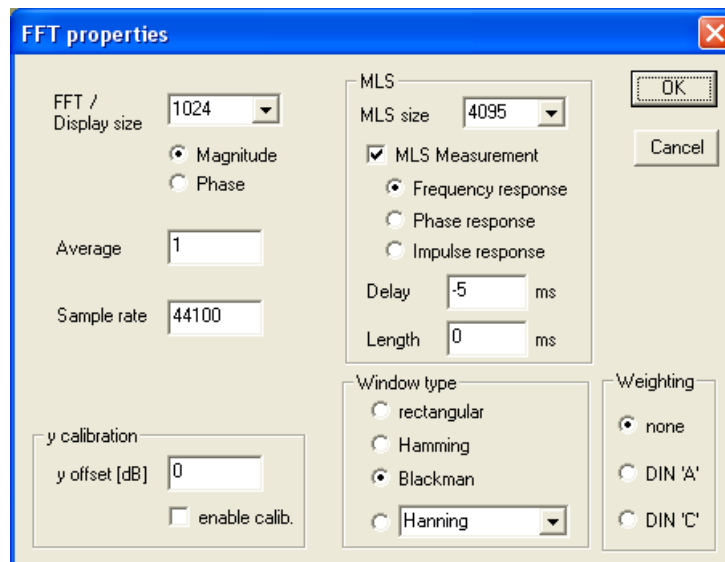 FFT properties
FFT /
Display size
1024
Magnitude
Phase
Average
1
Sample rate
44100
y calibration
y offset [dB]
0
enable calib.
MLS
MLS size
4095
MLS Measurement
Frequency response
Phase response
Impulse response
Delay
-5
ms
Length
0
ms
Window type
rectangular
Hamming
Blackman
Hanning
OK
Cancel
Weighting
none
DIN 'A'
DIN 'C'